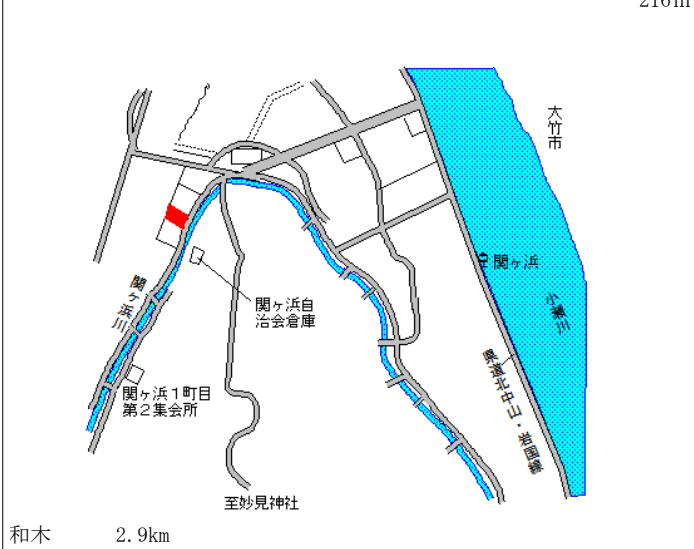 216m
大竹市
関ヶ浜
小瀬川
関ヶ浜自
治会倉庫
関ヶ浜川
県道北中山・岩国線
関ヶ浜1町目
第2集会所
至妙見神社
和木 2.9km